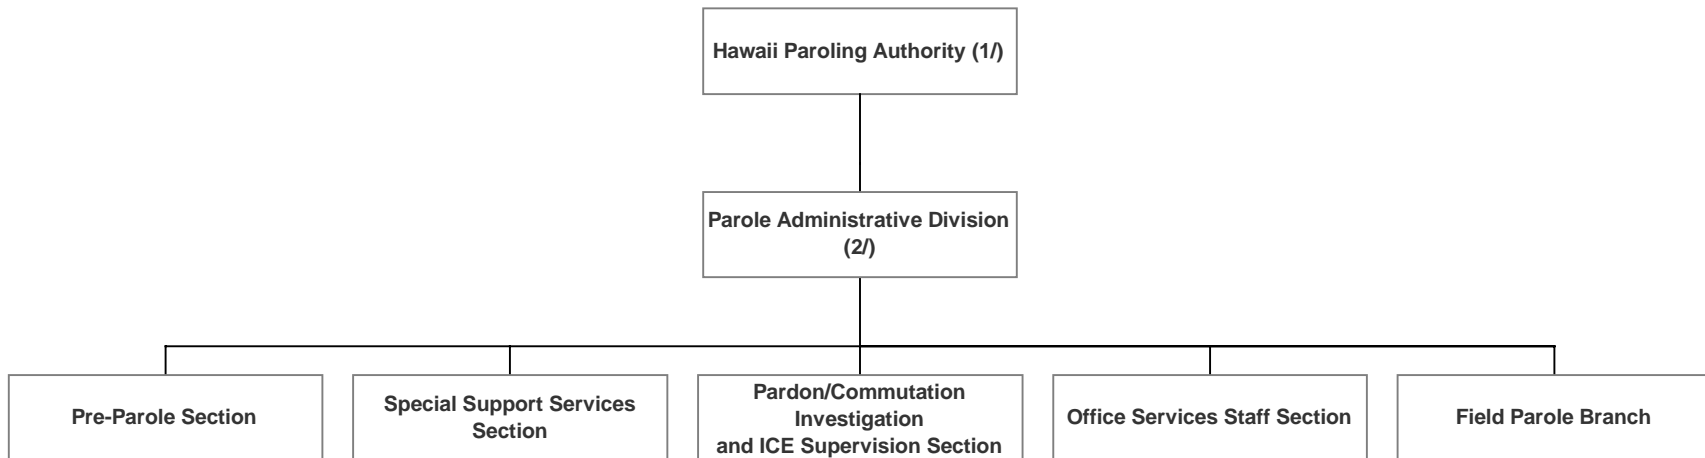 Hawaii Paroling Authority (1/)
Parole Administrative Division
(2/)
Pre-Parole Section
Special Support Services
Section
Pardon/Commutation
Investigation
and ICE Supervision Section
Office Services Staff Section
Field Parole Branch